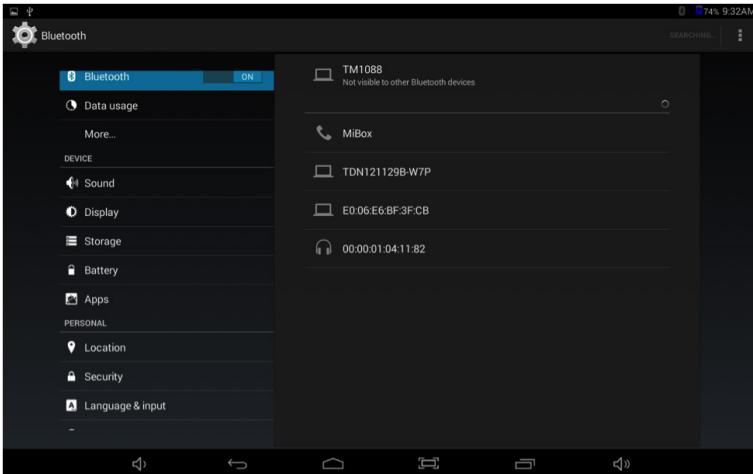 74% 9:32AM
Bluetooth
SEARCHING...
Bluetooth
ON
Data usage
More...
DEVICE
Sound
Display
Storage
Battery
Apps
PERSONAL
Location
Security
Language & input
TM1088
Not visible to other Bluetooth devices
MiBox
TDN121129B-W7P
E0:06:E6:BF:3F:CB
00:00:01:04:11:82